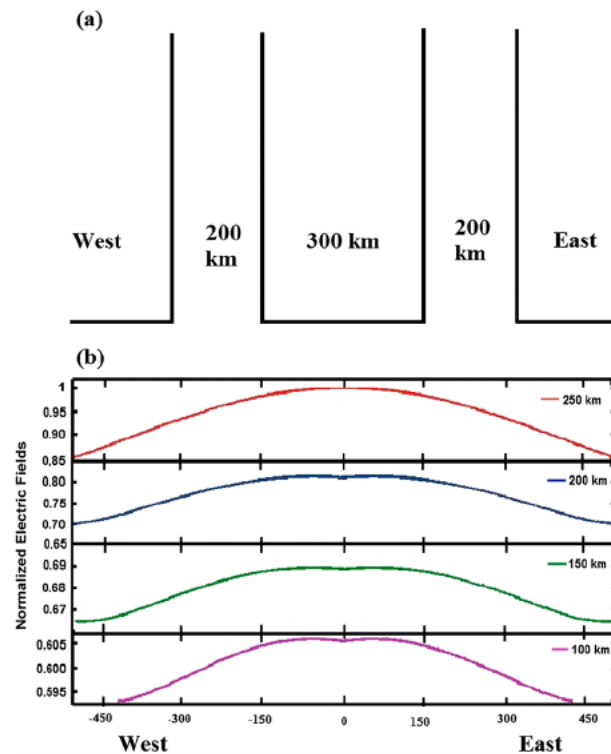 (a)
West 200 km 300 km 200 km East
(b)
Normalized Electric Fields
1
0.95
0.90
0.85
250 km
0.80
0.75
0.70
0.65
200 km
0.69
0.68
0.67
150 km
0.605
0.600
0.595
100 km
-450 -300 -150 0 150 300 450
West East